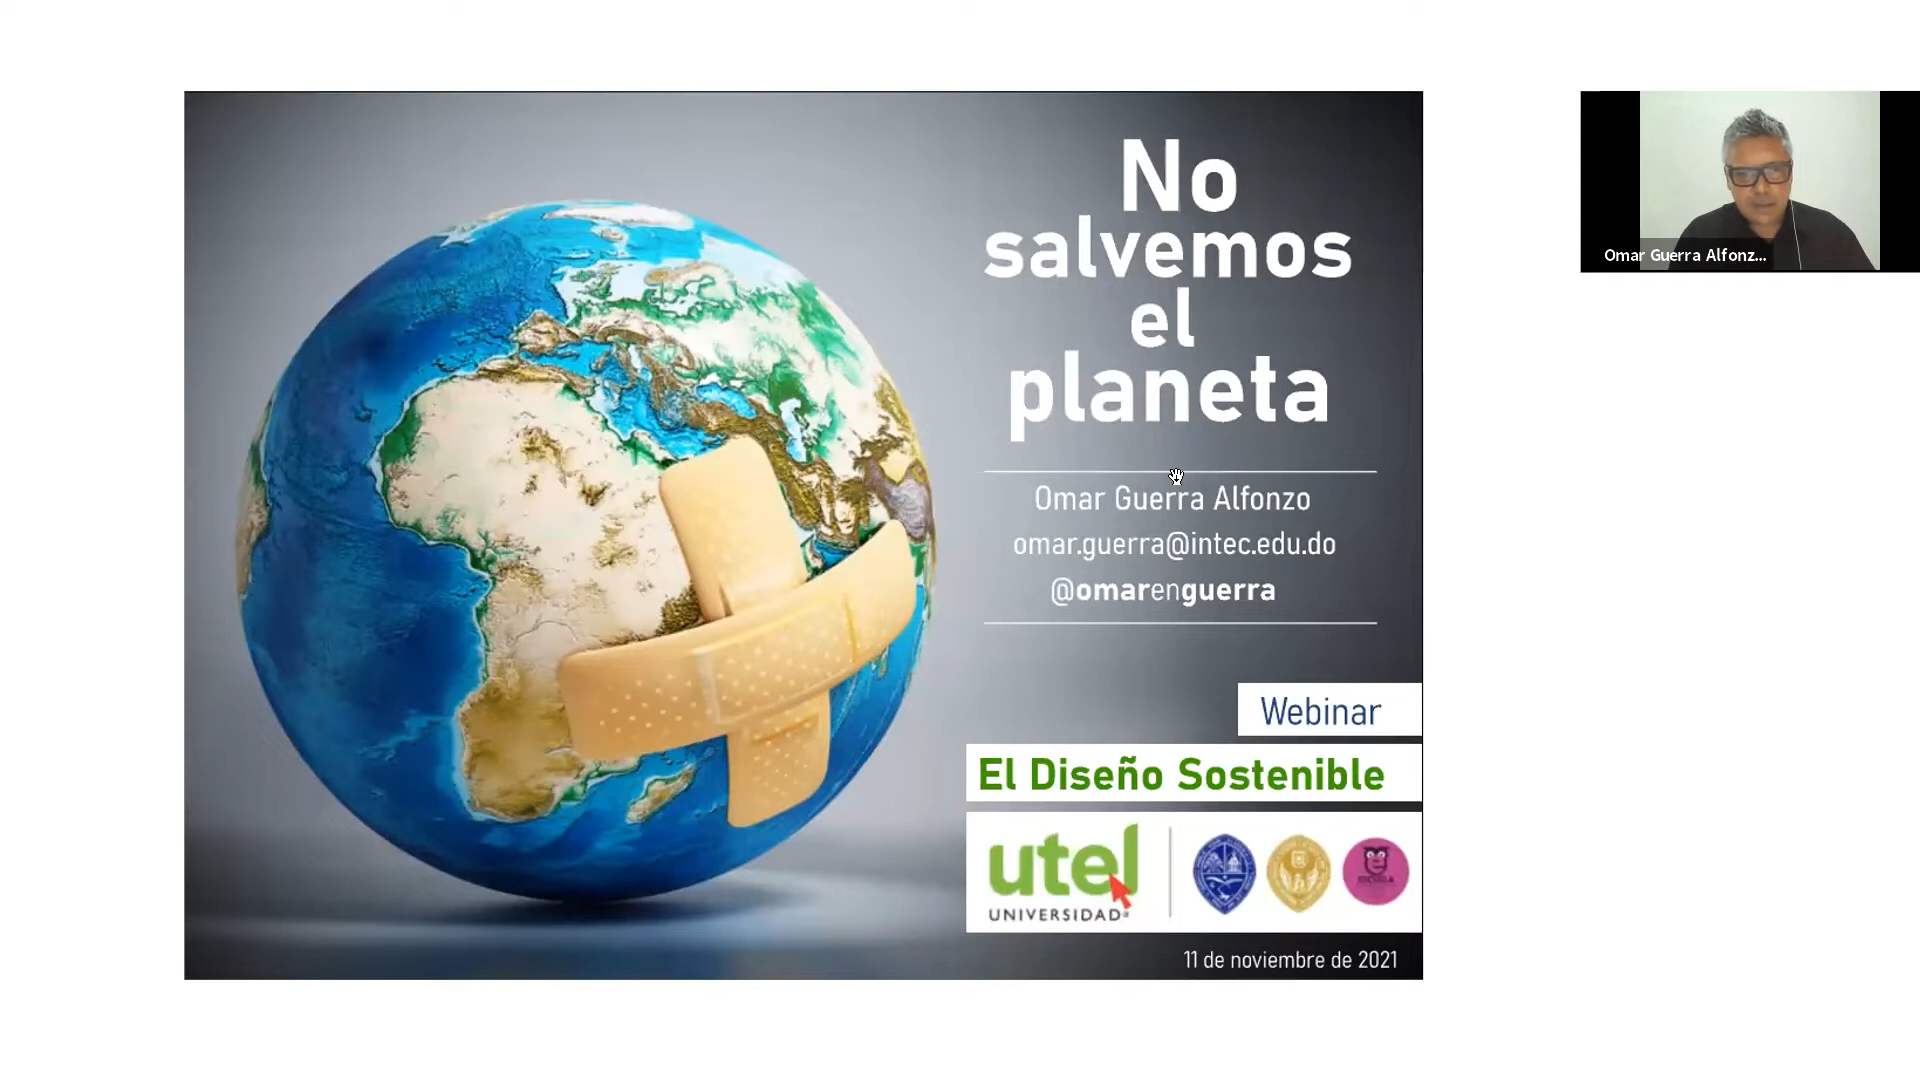 No
salvemos
el
planeta
Omar Guerra Alfonzo
omar.guerra@intec.edu.do
@omarenguerra
Webinar
El Diseño Sostenible
utel
UNIVERSIDAD
11 de noviembre de 2021
Omar Guerra Alfonz...